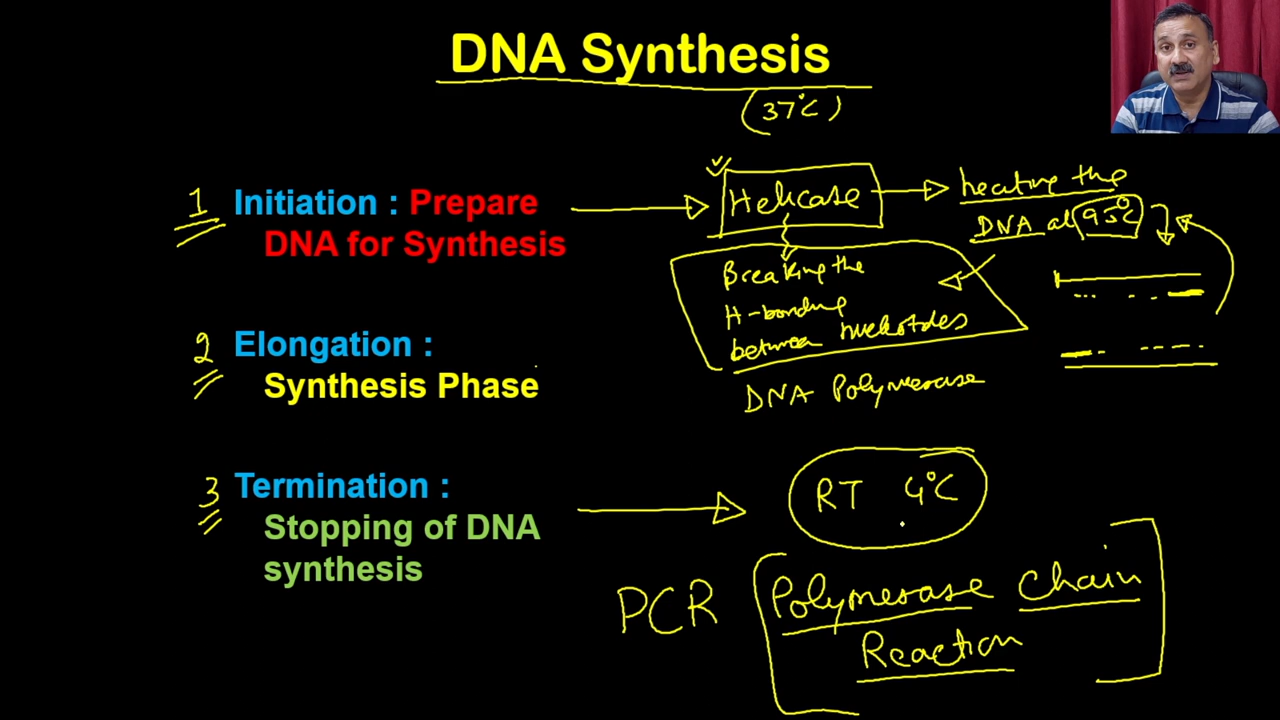 DNA Synthesis
(37°C)
1 Initiation : Prepare
DNA for Synthesis
Helicase
heating the
DNA at 95°C
Breaking the
H-bonding
between nucleotides
2 Elongation :
Synthesis Phase
DNA Polymerase
3 Termination :
Stopping of DNA
synthesis
RT 4°C
PCR [Polymerase Chain
Reaction]